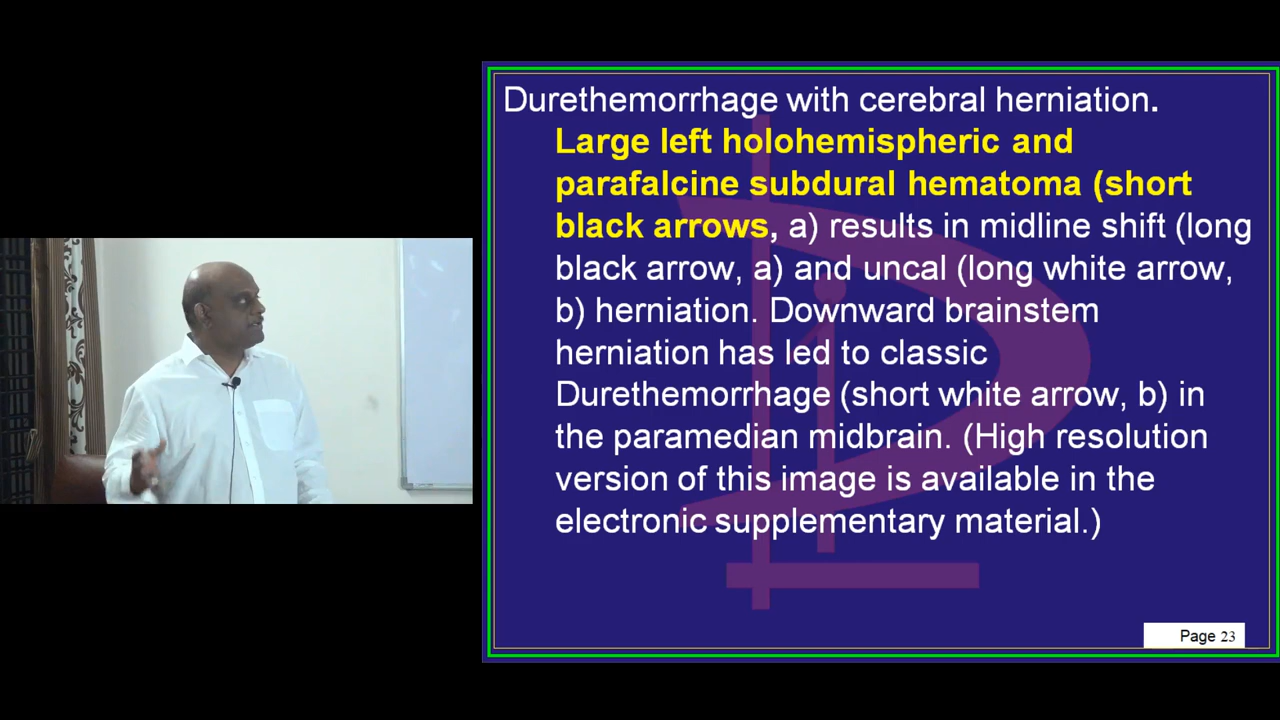 Durethemorrhage with cerebral herniation.
Large left holohemispheric and
parafalcine subdural hematoma (short
black arrows, a) results in midline shift (long
black arrow, a) and uncal (long white arrow,
b) herniation. Downward brainstem
herniation has led to classic
Durethemorrhage (short white arrow, b) in
the paramedian midbrain. (High resolution
version of this image is available in the
electronic supplementary material.)
Page 23